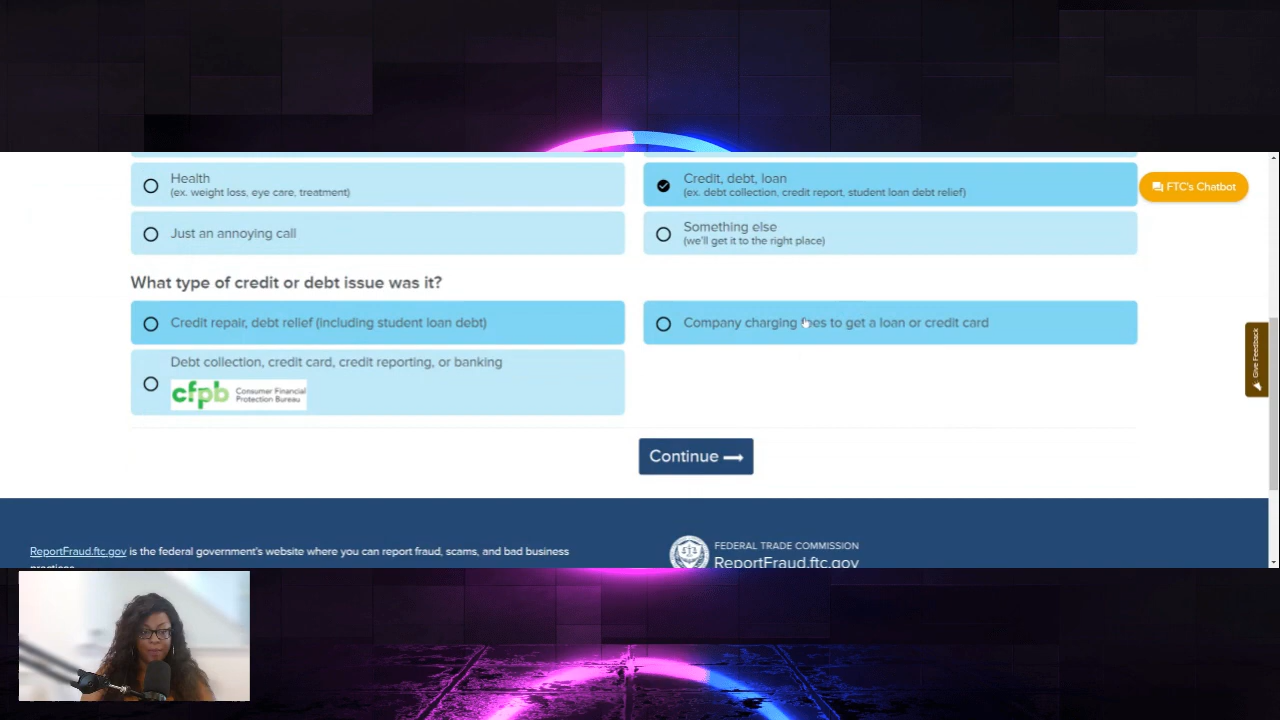 Health
(ex. weight loss, eye care, treatment)
Credit, debt, loan
(ex. debt collection, credit report, student loan debt relief)
FTC's Chatbot
Just an annoying call
Something else
(we'll get it to the right place)
What type of credit or debt issue was it?
Credit repair, debt relief (including student loan debt)
Company charging fees to get a loan or credit card
Debt collection, credit card, credit reporting, or banking
cfpb Consumer Financial
Protection Bureau
Give Feedback
Continue
ReportFraud.ftc.gov is the federal government's website where you can report fraud, scams, and bad business
practices.
FEDERAL TRADE COMMISSION
ReportFraud.ftc.gov